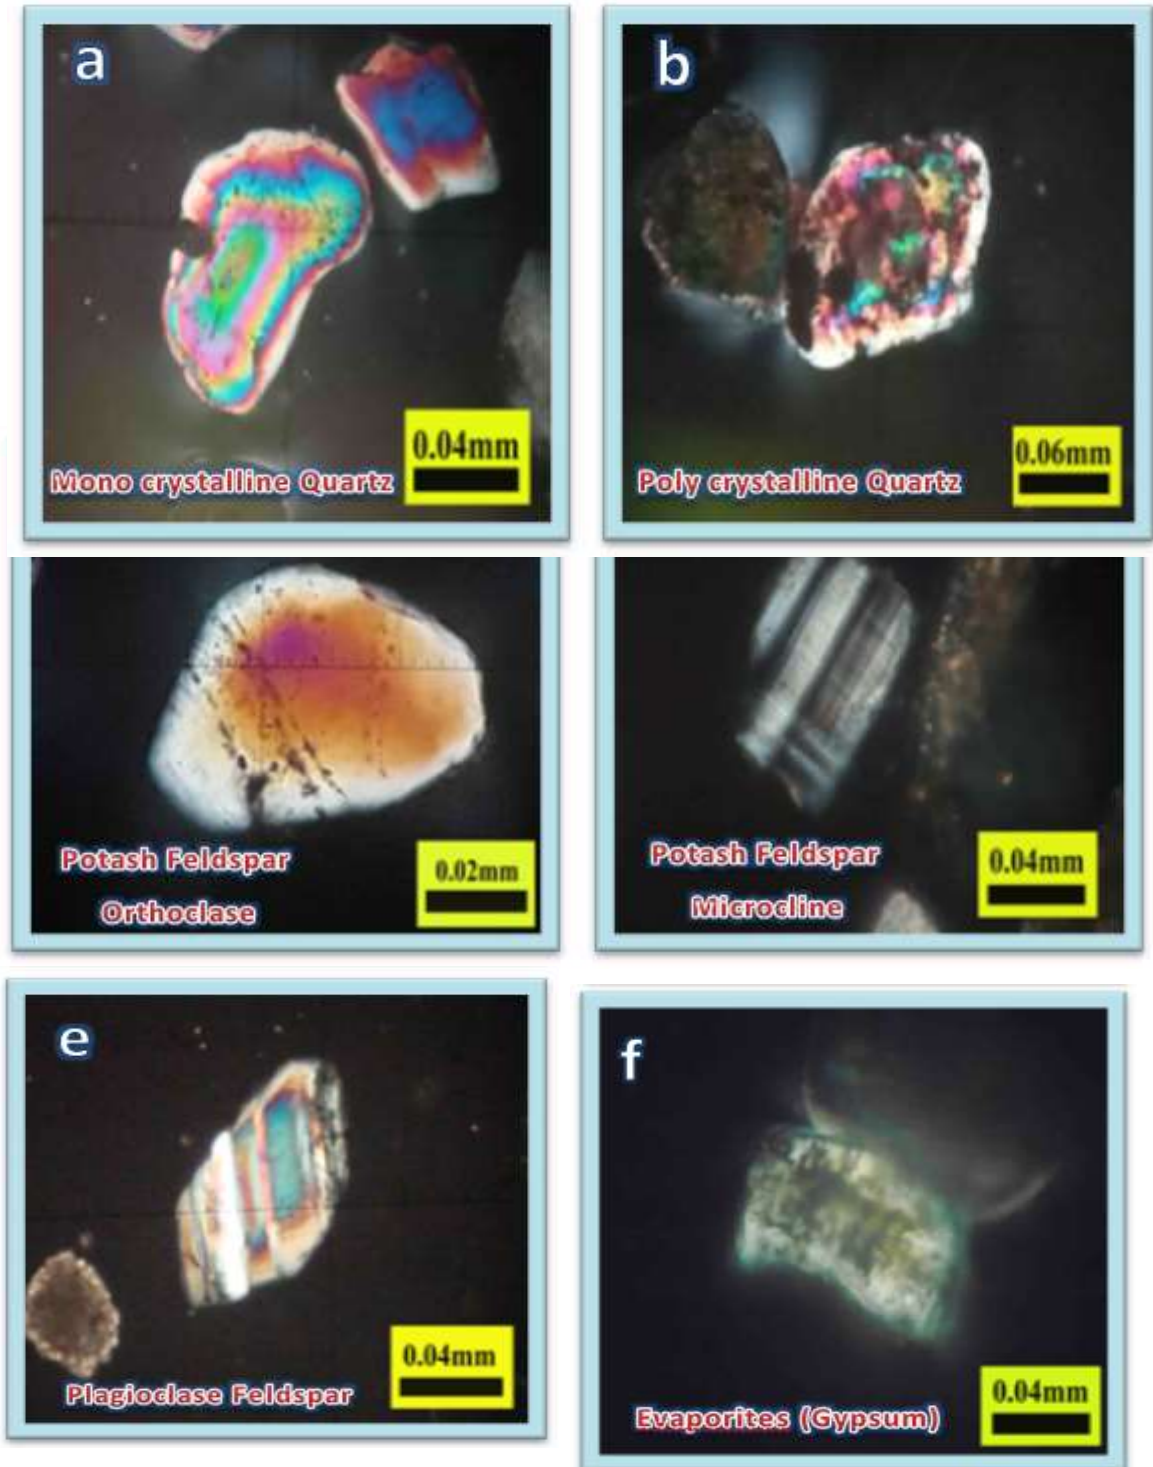 a
0.04mm
Mono crystalline Quartz
b
0.06mm
Poly crystalline Quartz
Potash Feldspar
Orthoclase
0.02mm
Potash Feldspar
Microcline
0.04mm
e
0.04mm
Plagioclase Feldspar
f
0.04mm
Evaporites (Gypsum)